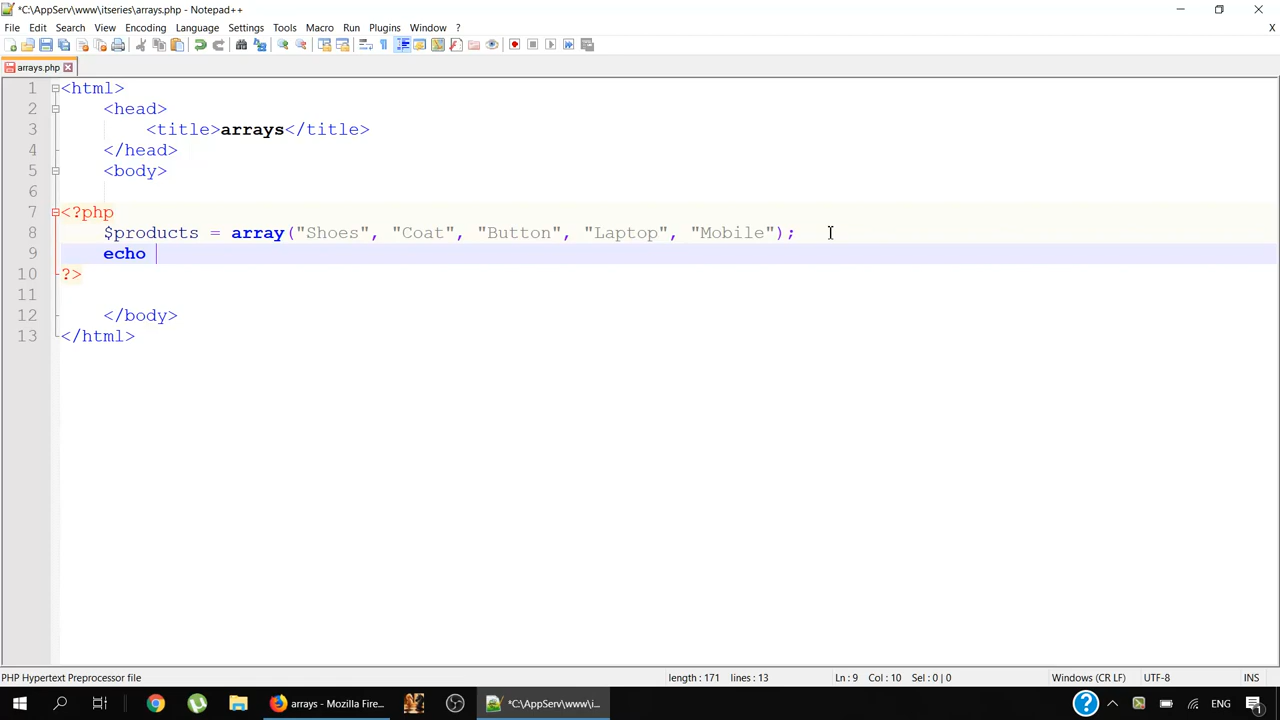 *C:\AppServ\www\itseries\arrays.php - Notepad++
File Edit Search View Encoding Language Settings Tools Macro Run Plugins Window ? X
arrays.php
1 <html>
2 <head>
3 <title>arrays</title>
4 </head>
5 <body>
6
7 <?php
8 $products = array("Shoes", "Coat", "Button", "Laptop", "Mobile");
9 echo
10 ?>
11
12 </body>
13 </html>
PHP Hypertext Preprocessor file length : 171 lines : 13 Ln : 9 Col : 10 Sel : 0 | 0 Windows (CR LF) UTF-8 INS
arrays - Mozilla Fire... *C:\AppServ\www\i... ENG 1